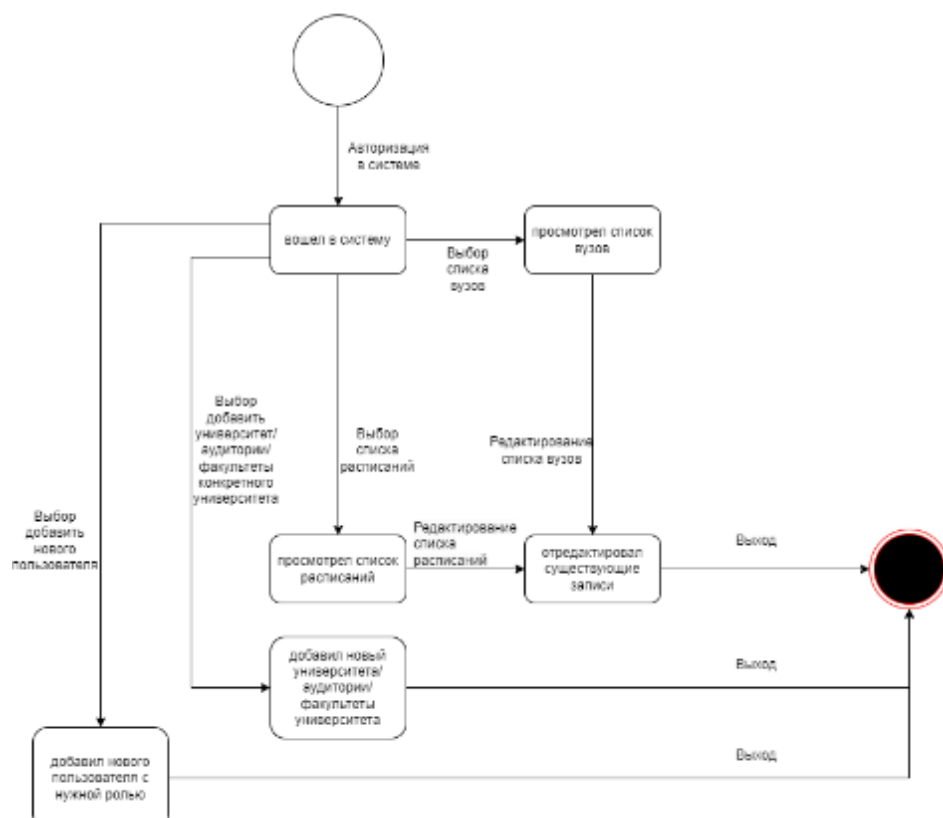 Авторизация
в системе
вошел в систему
просмотрел список
вузов
Выбор
списка
вузов
Выбор
добавить
университет/
аудитории/
факультеты
конкретного
университета
Выбор
списка
расписаний
Редактирование
списка вузов
Выбор
добавить
нового
пользователя
просмотрел список
расписаний
Редактирование
списка
расписаний
отредактировал
существующие
записи
Выход
добавил новый
университета/
аудитории/
факультеты
университета
Выход
добавил нового
пользователя с
нужной ролью
Выход